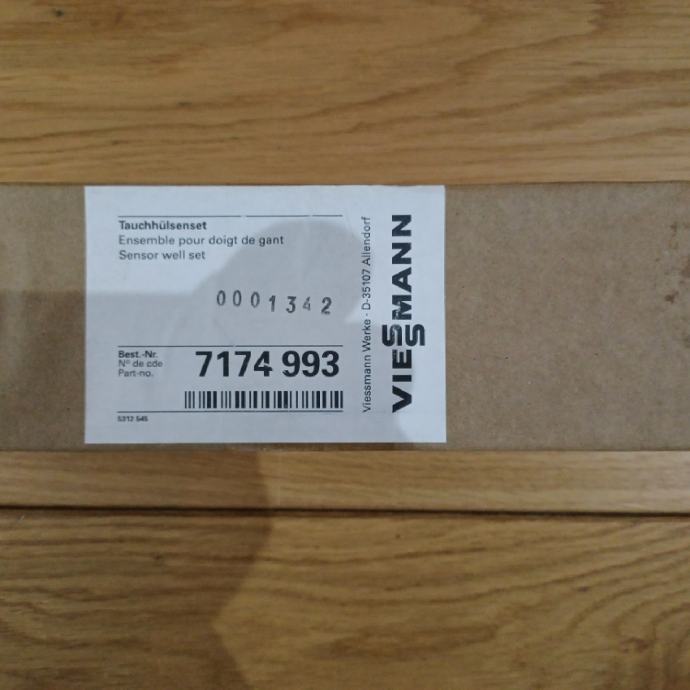 Tauchhülsenset
Ensemble pour doigt de gant
Sensor well set
0001342
Best.-Nr.
N° de cde
Part-no.
7174 993
5312 545
Viessmann Werke · D-35107 Allendorf
VIESSMANN